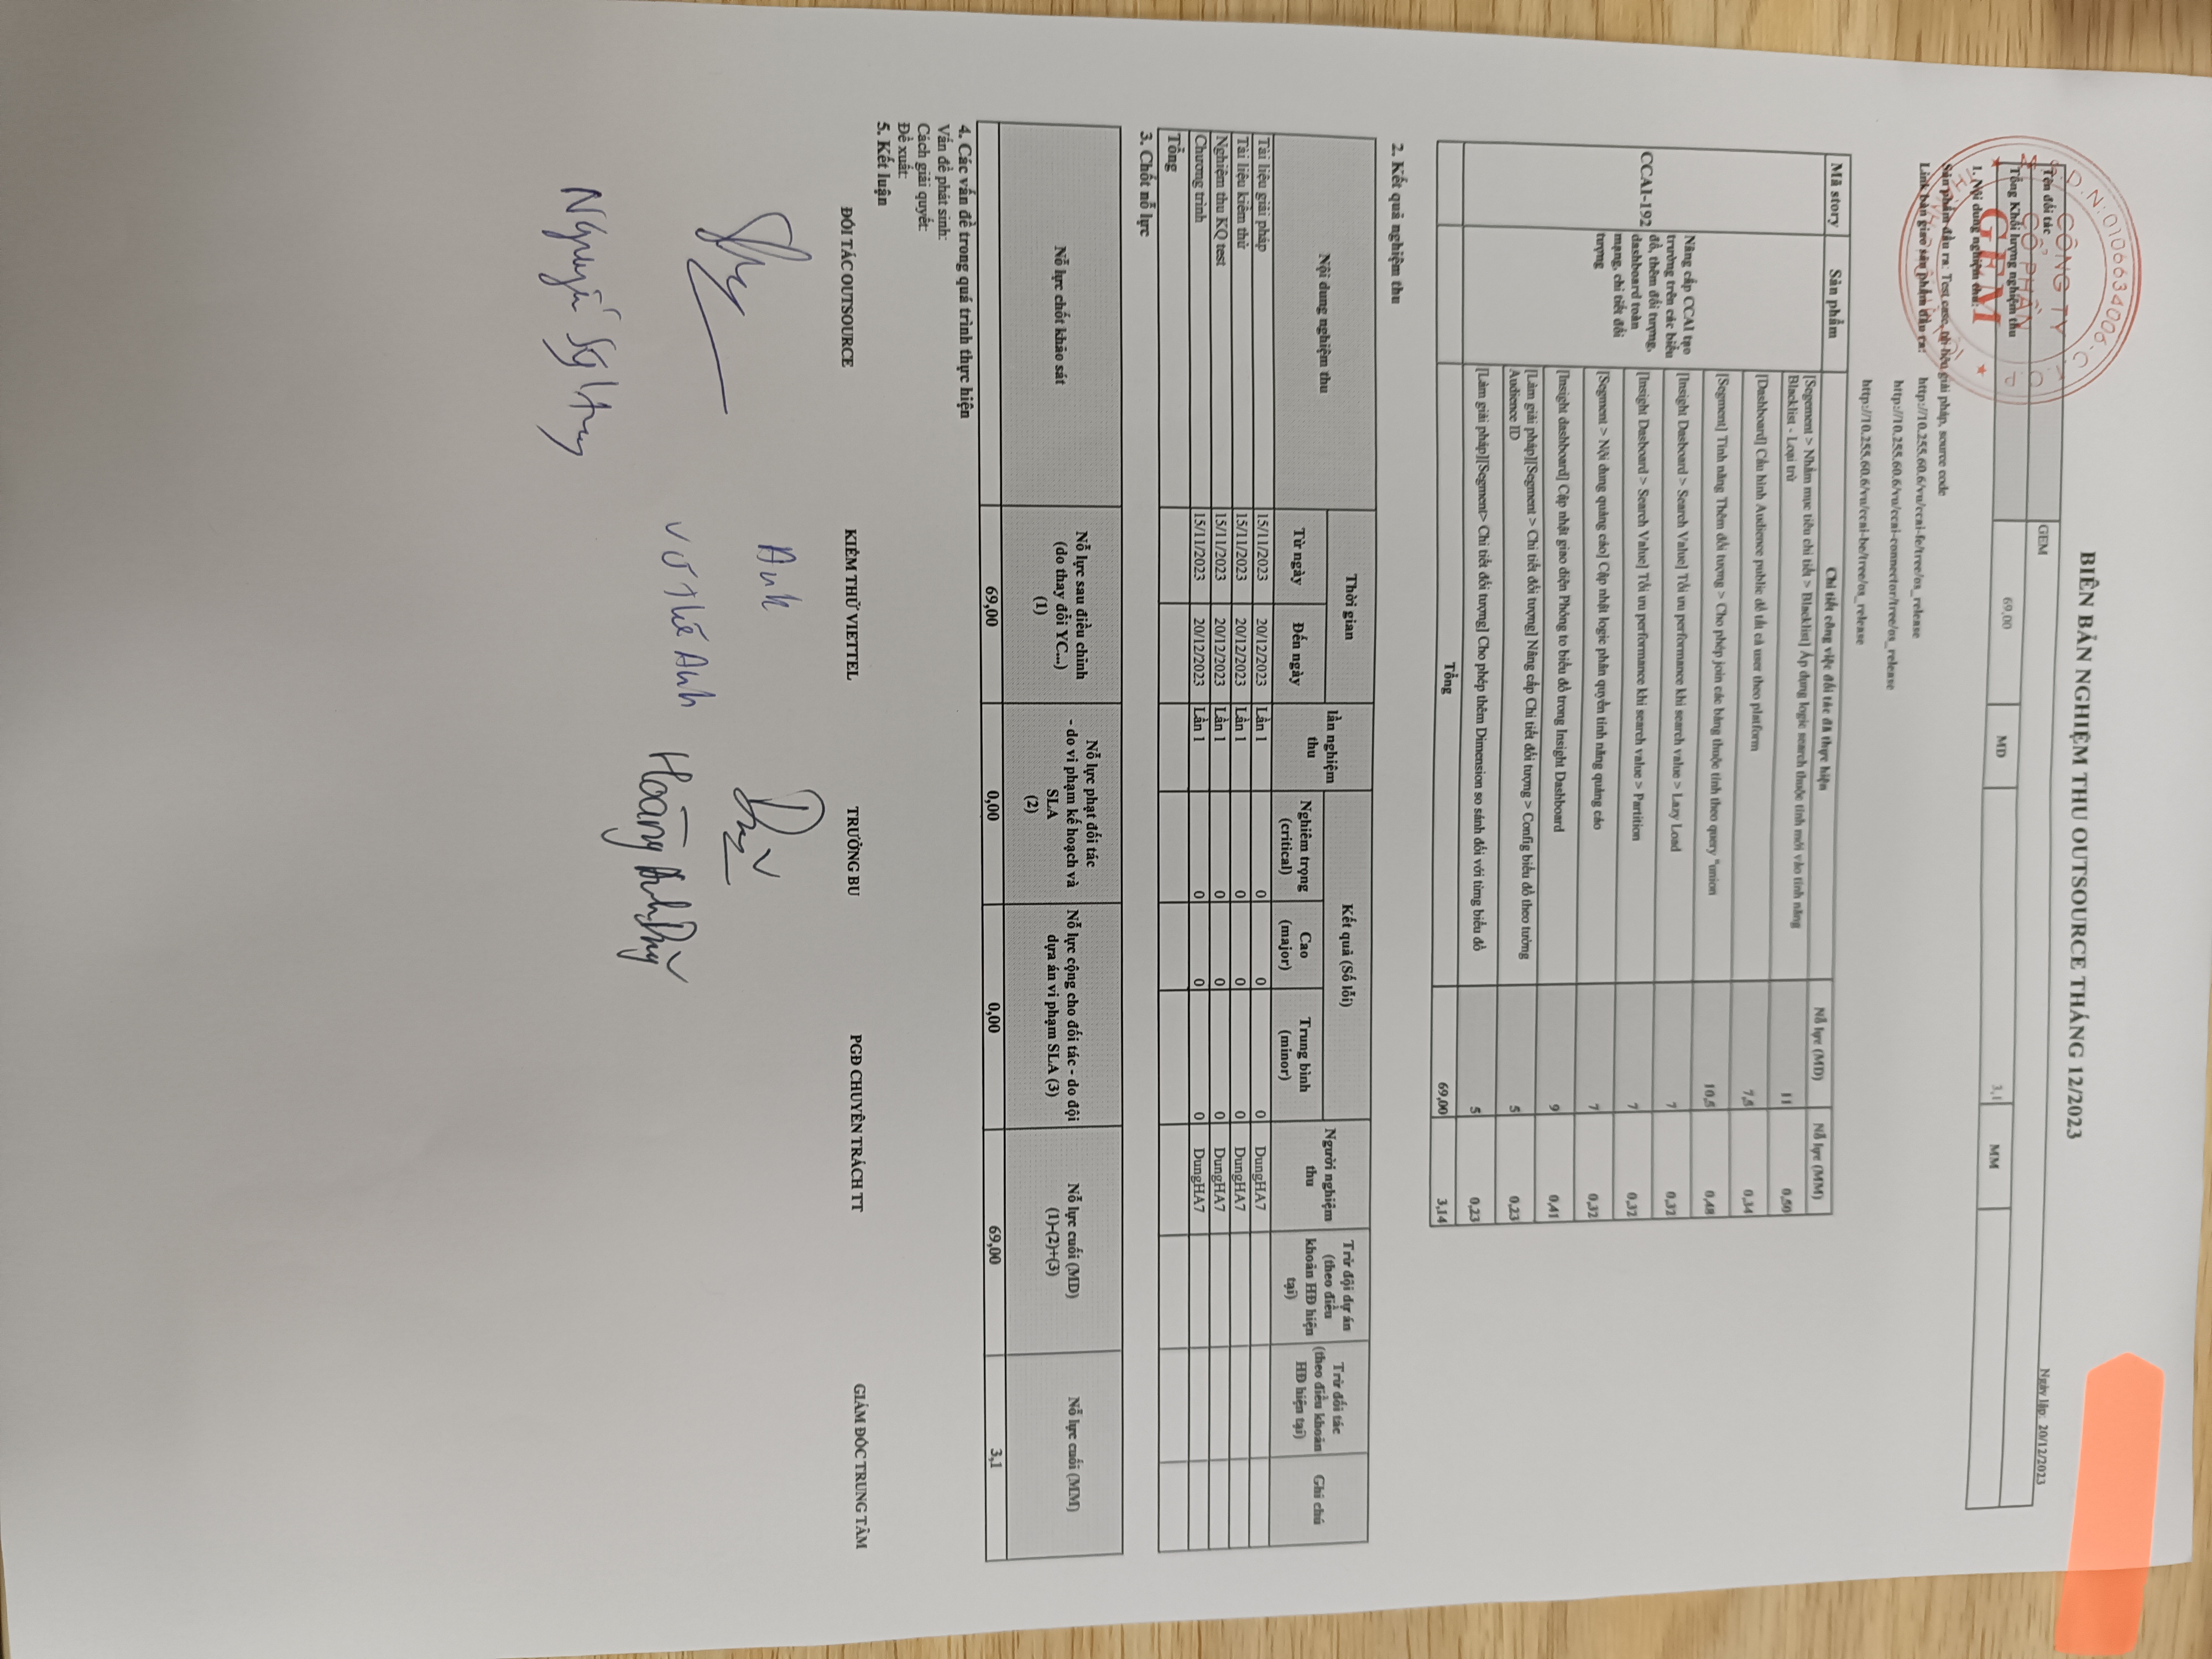 BIÊN BẢN NGHIỆM THU OUTSOURCE THÁNG 12/2023
Ngày lập: 20/12/2023
Tên đối tác GEM
Tổng Khối lượng nghiệm thu 69,00 MD 3,1 MM
1. Nội dung nghiệm thu:
Sản phẩm đầu ra: Test case, tài liệu giải pháp, source code
Link bàn giao sản phẩm đầu ra: http://10.255.60.6/vu/ccai-fe/tree/os_release
http://10.255.60.6/vu/ccai-connector/tree/os_release
http://10.255.60.6/vu/ccai-be/tree/os_release
Đ.N:0106634006.C.T.C.P
CÔNG TY
CỔ PHẦN
GEM
Mã story Sản phẩm Chi tiết công việc đối tác đã thực hiện Nỗ lực (MD) Nỗ lực (MM)
CCAI-192
Nâng cấp CCAI tạo
trường trên các biểu
đồ, thêm đối tượng,
dashboard toàn
mạng, chi tiết đối
tượng
[Segement > Nhắm mục tiêu chi tiết > Blacklist] Áp dụng logic search thuộc tính mới vào tính năng
Blacklist - Loại trừ 11 0,50
[Dashboard] Cấu hình Audience public để tất cả user theo platform 7,5 0,34
[Segment] Tính năng Thêm đối tượng > Cho phép join các bảng thuộc tính theo query "union 10,5 0,48
[Insight Dasboard > Search Value] Tối ưu performance khi search value > Lazy Load 7 0,32
[Insight Dasboard > Search Value] Tối ưu performance khi search value > Partition 7 0,32
[Segment > Nội dung quảng cáo] Cập nhật logic phân quyền tính năng quảng cáo 7 0,32
[Insight dashboard] Cập nhật giao diện Phóng to biểu đồ trong Insight Dashboard 9 0,41
[Làm giải pháp][Segment > Chi tiết đối tượng] Nâng cấp Chi tiết đối tượng > Config biểu đồ theo tường
Audience ID 5 0,23
[Làm giải pháp][Segment> Chi tiết đối tượng] Cho phép thêm Dimension so sánh đối với từng biểu đồ 5 0,23
Tổng 69,00 3,14
2. Kết quả nghiệm thu
Nội dung nghiệm thu Thời gian lần nghiệm thu Kết quả (Số lỗi) Người nghiệm thu Trừ đội dự án (theo điều khoản HĐ hiện tại) Trừ đối tác (theo điều khoản HĐ hiện tại) Ghi chú
Từ ngày Đến ngày Nghiêm trọng (critical) Cao (major) Trung bình (minor)
Tài liệu giải pháp 15/11/2023 20/12/2023 Lần 1 0 0 0 DungHA7
Tài liệu kiểm thử 15/11/2023 20/12/2023 Lần 1 0 0 0 DungHA7
Nghiệm thu KQ test 15/11/2023 20/12/2023 Lần 1 0 0 0 DungHA7
Chương trình 15/11/2023 20/12/2023 Lần 1 0 0 0 DungHA7
Tổng
3. Chốt nỗ lực
Nỗ lực chốt khảo sát Nỗ lực sau điều chỉnh (do thay đổi YC...) (1) Nỗ lực phạt đối tác - do vi phạm kế hoạch và SLA (2) Nỗ lực cộng cho đối tác - do đội dựa án vi phạm SLA (3) Nỗ lực cuối (MD) (1)-(2)+(3) Nỗ lực cuối (MM)
69,00 69,00 0,00 0,00 69,00 3,1
4. Các vấn đề trong quá trình thực hiện
Vấn đề phát sinh:
Cách giải quyết:
Đề xuất:
5. Kết luận
ĐỐI TÁC OUTSOURCE KIỂM THỬ VIETTEL TRƯỞNG BU PGĐ CHUYÊN TRÁCH TT GIÁM ĐỐC TRUNG TÂM
Anh
Nguyễn Sỹ Huy Võ Thế Anh Hoàng Anh